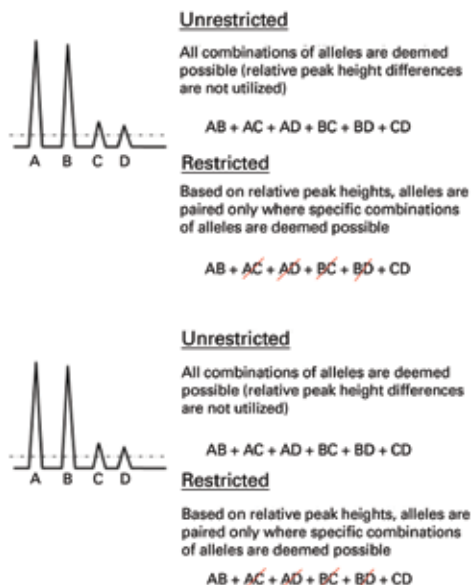 Unrestricted
All combinations of alleles are deemed
possible (relative peak height differences
are not utilized)
AB + AC + AD + BC + BD + CD
A B C D
Restricted
Based on relative peak heights, alleles are
paired only where specific combinations
of alleles are deemed possible
AB + AC + AD + BC + BD + CD
Unrestricted
All combinations of alleles are deemed
possible (relative peak height differences
are not utilized)
AB + AC + AD + BC + BD + CD
A B C D
Restricted
Based on relative peak heights, alleles are
paired only where specific combinations
of alleles are deemed possible
AB + AC + AD + BC + BD + CD